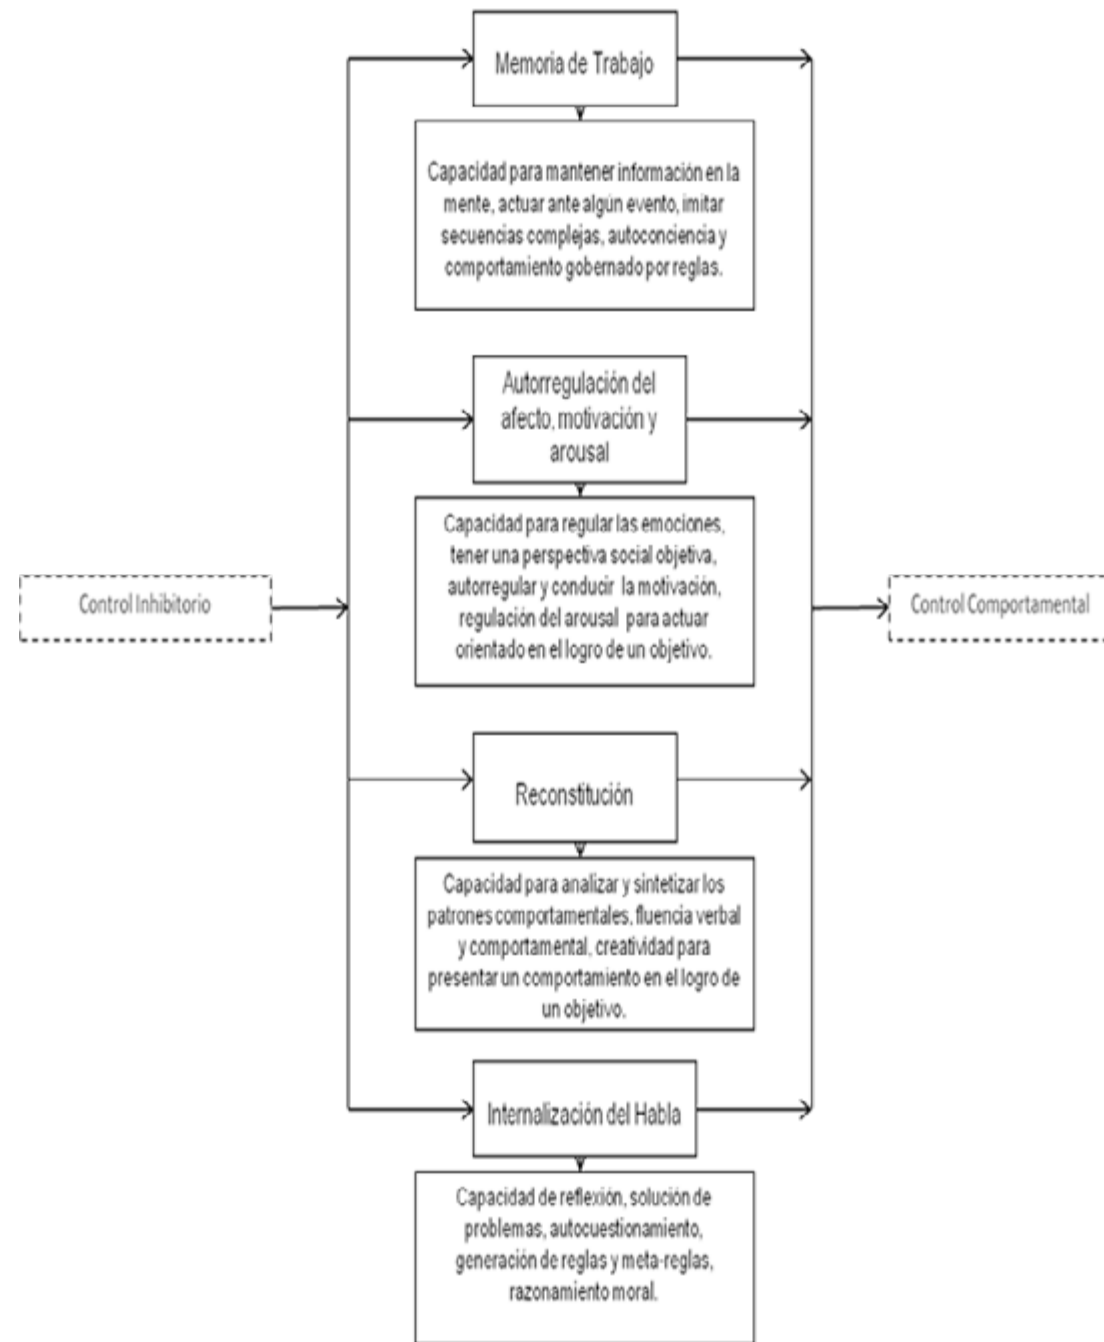 Memoria de Trabajo
Capacidad para mantener información en la
mente, actuar ante algún evento, imitar
secuencias complejas, autoconciencia y
comportamiento gobernado por reglas.
Autorregulación del
afecto, motivación y
arousal
Capacidad para regular las emociones,
tener una perspectiva social objetiva,
autorregular y conducir la motivación,
regulación del arousal para actuar
orientado en el logro de un objetivo.
Control Inhibitorio
Control Comportamental
Reconstitución
Capacidad para analizar y sintetizar los
patrones comportamentales, fluencia verbal
y comportamental, creatividad para
presentar un comportamiento en el logro de
un objetivo.
Internalización del Habla
Capacidad de reflexión, solución de
problemas, autocuestionamiento,
generación de reglas y meta-reglas,
razonamiento moral.